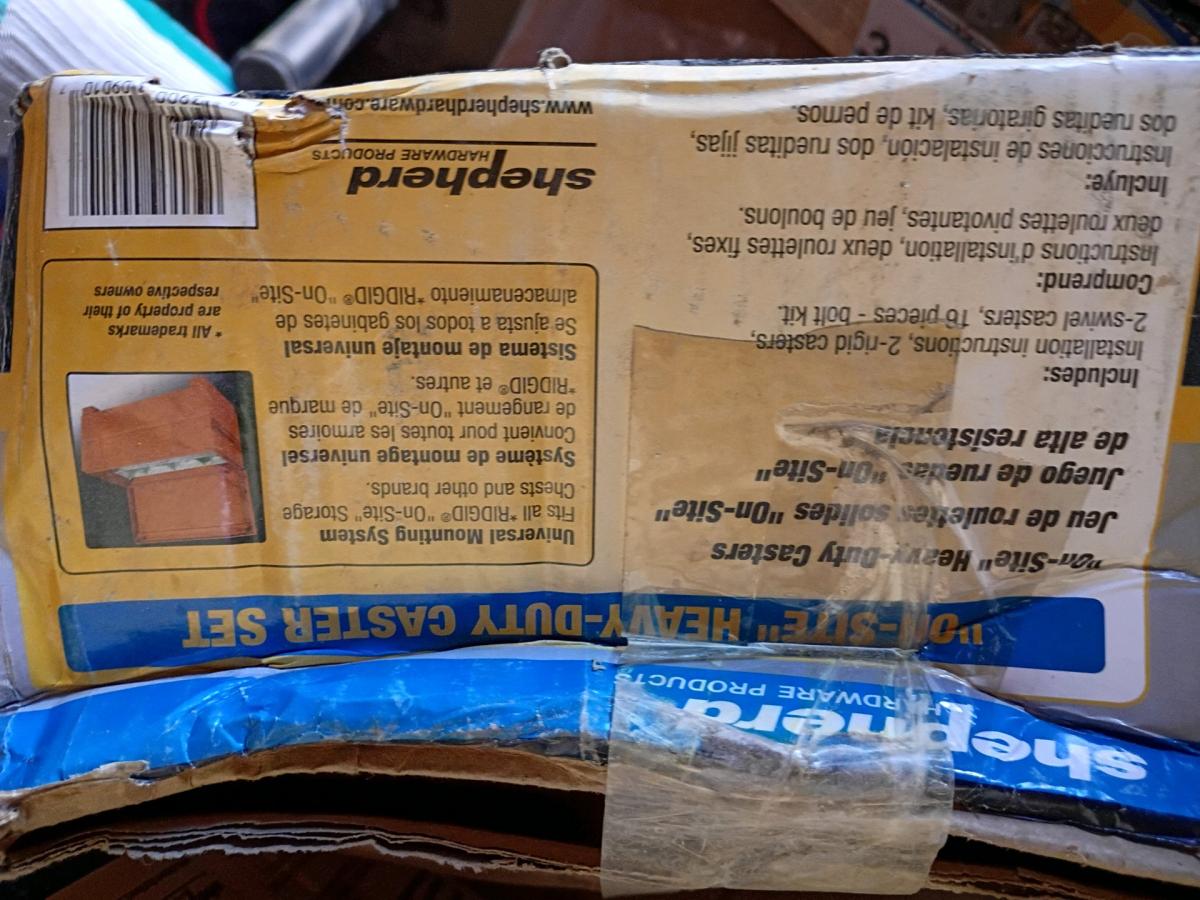 shepherd
HARDWARE PRODUCTS
"ON-SITE" HEAVY-DUTY CASTER SET
"On-Site" Heavy-Duty Casters
Jeu de roulettes solides "On-Site"
Juego de ruedas "On-Site"
de alta resistencia
Includes:
Installation instructions, 2-rigid casters,
2-swivel casters, 16 pieces - bolt kit.
Comprend:
Instructions d'installation, deux roulettes fixes,
deux roulettes pivotantes, jeu de boulons.
Incluye:
Instrucciones de instalación, dos rueditas jijas,
dos rueditas giratorias, kit de pernos.
Universal Mounting System
Fits all *RIDGID® "On-Site" Storage
Chests and other brands.
Système de montage universel
Convient pour toutes les armoires
de rangement "On-Site" de marque
*RIDGID® et autres.
Sistema de montaje universal
Se ajusta a todos los gabinetes de
almacenamiento *RIDGID® "On-Site"
* All trademarks
are property of their
respective owners
shepherd
HARDWARE PRODUCTS
www.shepherdhardware.com